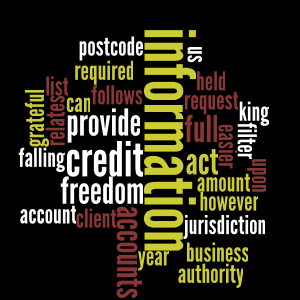 postcode
information
us
required
list
held
grateful
can
follows
request
relates
king
provide
full
filter
easier
falling
credit
act
upon
freedom
amount
however
account
client
accounts
jurisdiction
year
business
authority